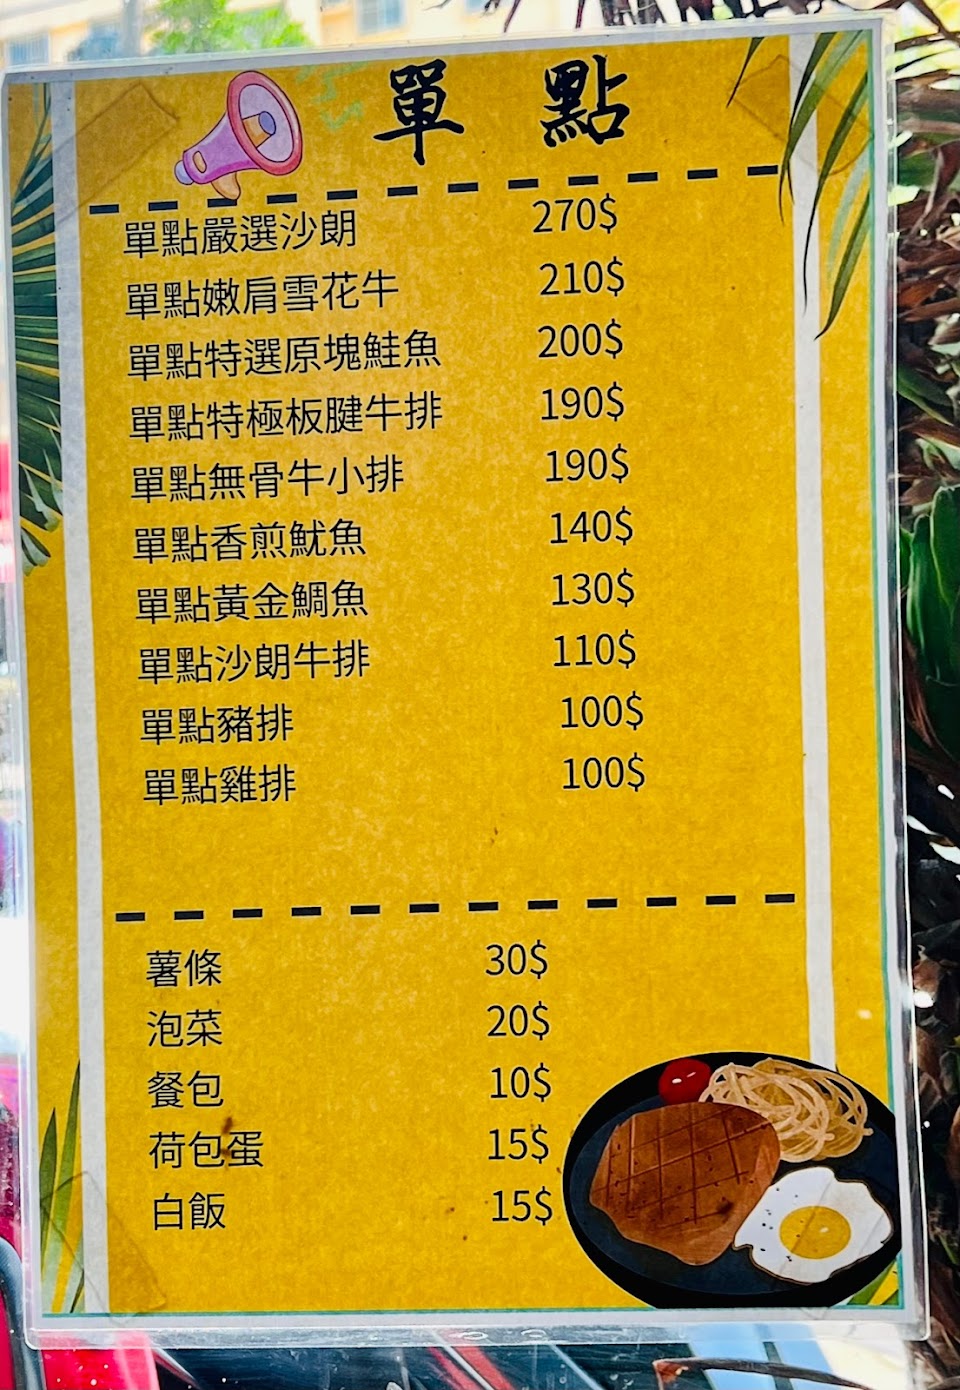 單點
單點嚴選沙朗 270$
單點嫩肩雪花牛 210$
單點特選原塊鮭魚 200$
單點特極板腱牛排 190$
單點無骨牛小排 190$
單點香煎魷魚 140$
單點黃金鯛魚 130$
單點沙朗牛排 110$
單點豬排 100$
單點雞排 100$
薯條 30$
泡菜 20$
餐包 10$
荷包蛋 15$
白飯 15$